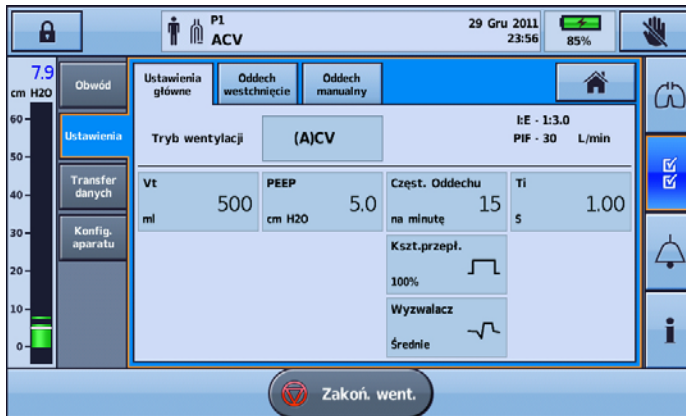 P1
ACV
29 Gru 2011
23:56
85%
7.9
cm H2O
60
50
40
30
20
10
0
Obwód
Ustawienia
Transfer
danych
Konfig.
aparatu
Ustawienia
główne
Oddech
westchnięcie
Oddech
manualny
Tryb wentylacji
(A)CV
I:E - 1:3.0
PIF - 30 L/min
Vt
500
ml
PEEP
5.0
cm H2O
Częst. Oddechu
15
na minutę
Ti
1.00
S
Kszt.przepł.
100%
Wyzwalacz
Średnie
i
Zakoń. went.